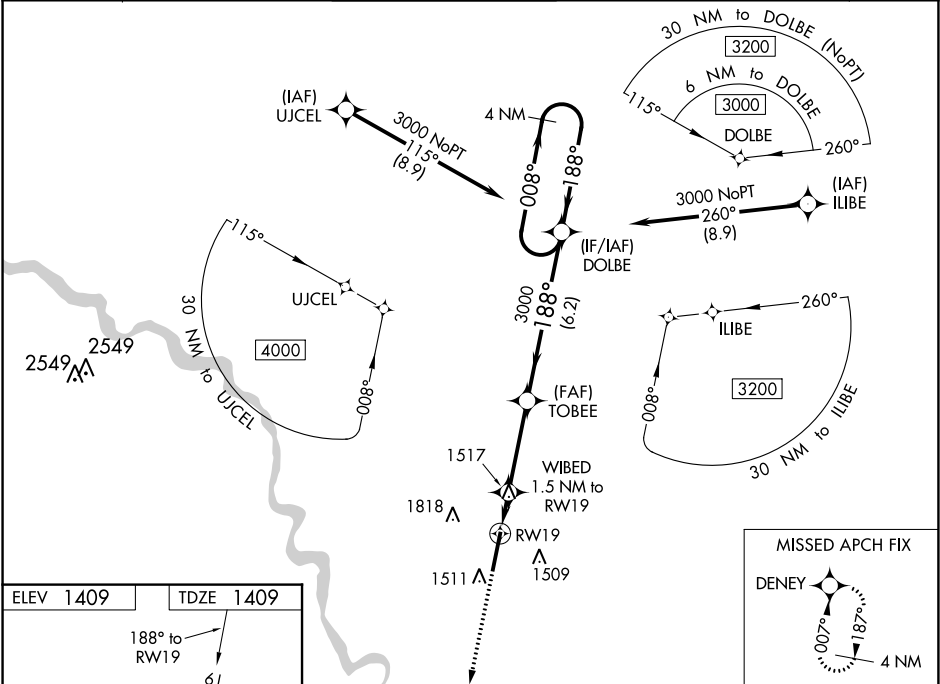 30 NM to DOLBE (NoPT)
3200
6 NM to DOLBE
3000
115°
DOLBE
260°
(IAF)
UJCEL
3000 NoPT
115°
(8.9)
4 NM
008°
188°
(IAF)
ILIBE
3000 NoPT
260°
(8.9)
(IF/IAF)
DOLBE
115°
UJCEL
30 NM to UJCEL
4000
008°
3000
188°
(6.2)
260°
ILIBE
3200
008°
30 NM to ILIBE
2549
2549
(FAF)
TOBEE
1517
WIBED
1.5 NM to
RW19
1818
RW19
1511
1509
MISSED APCH FIX
DENEY
007°
187°
4 NM
ELEV 1409
TDZE 1409
188° to
RW19